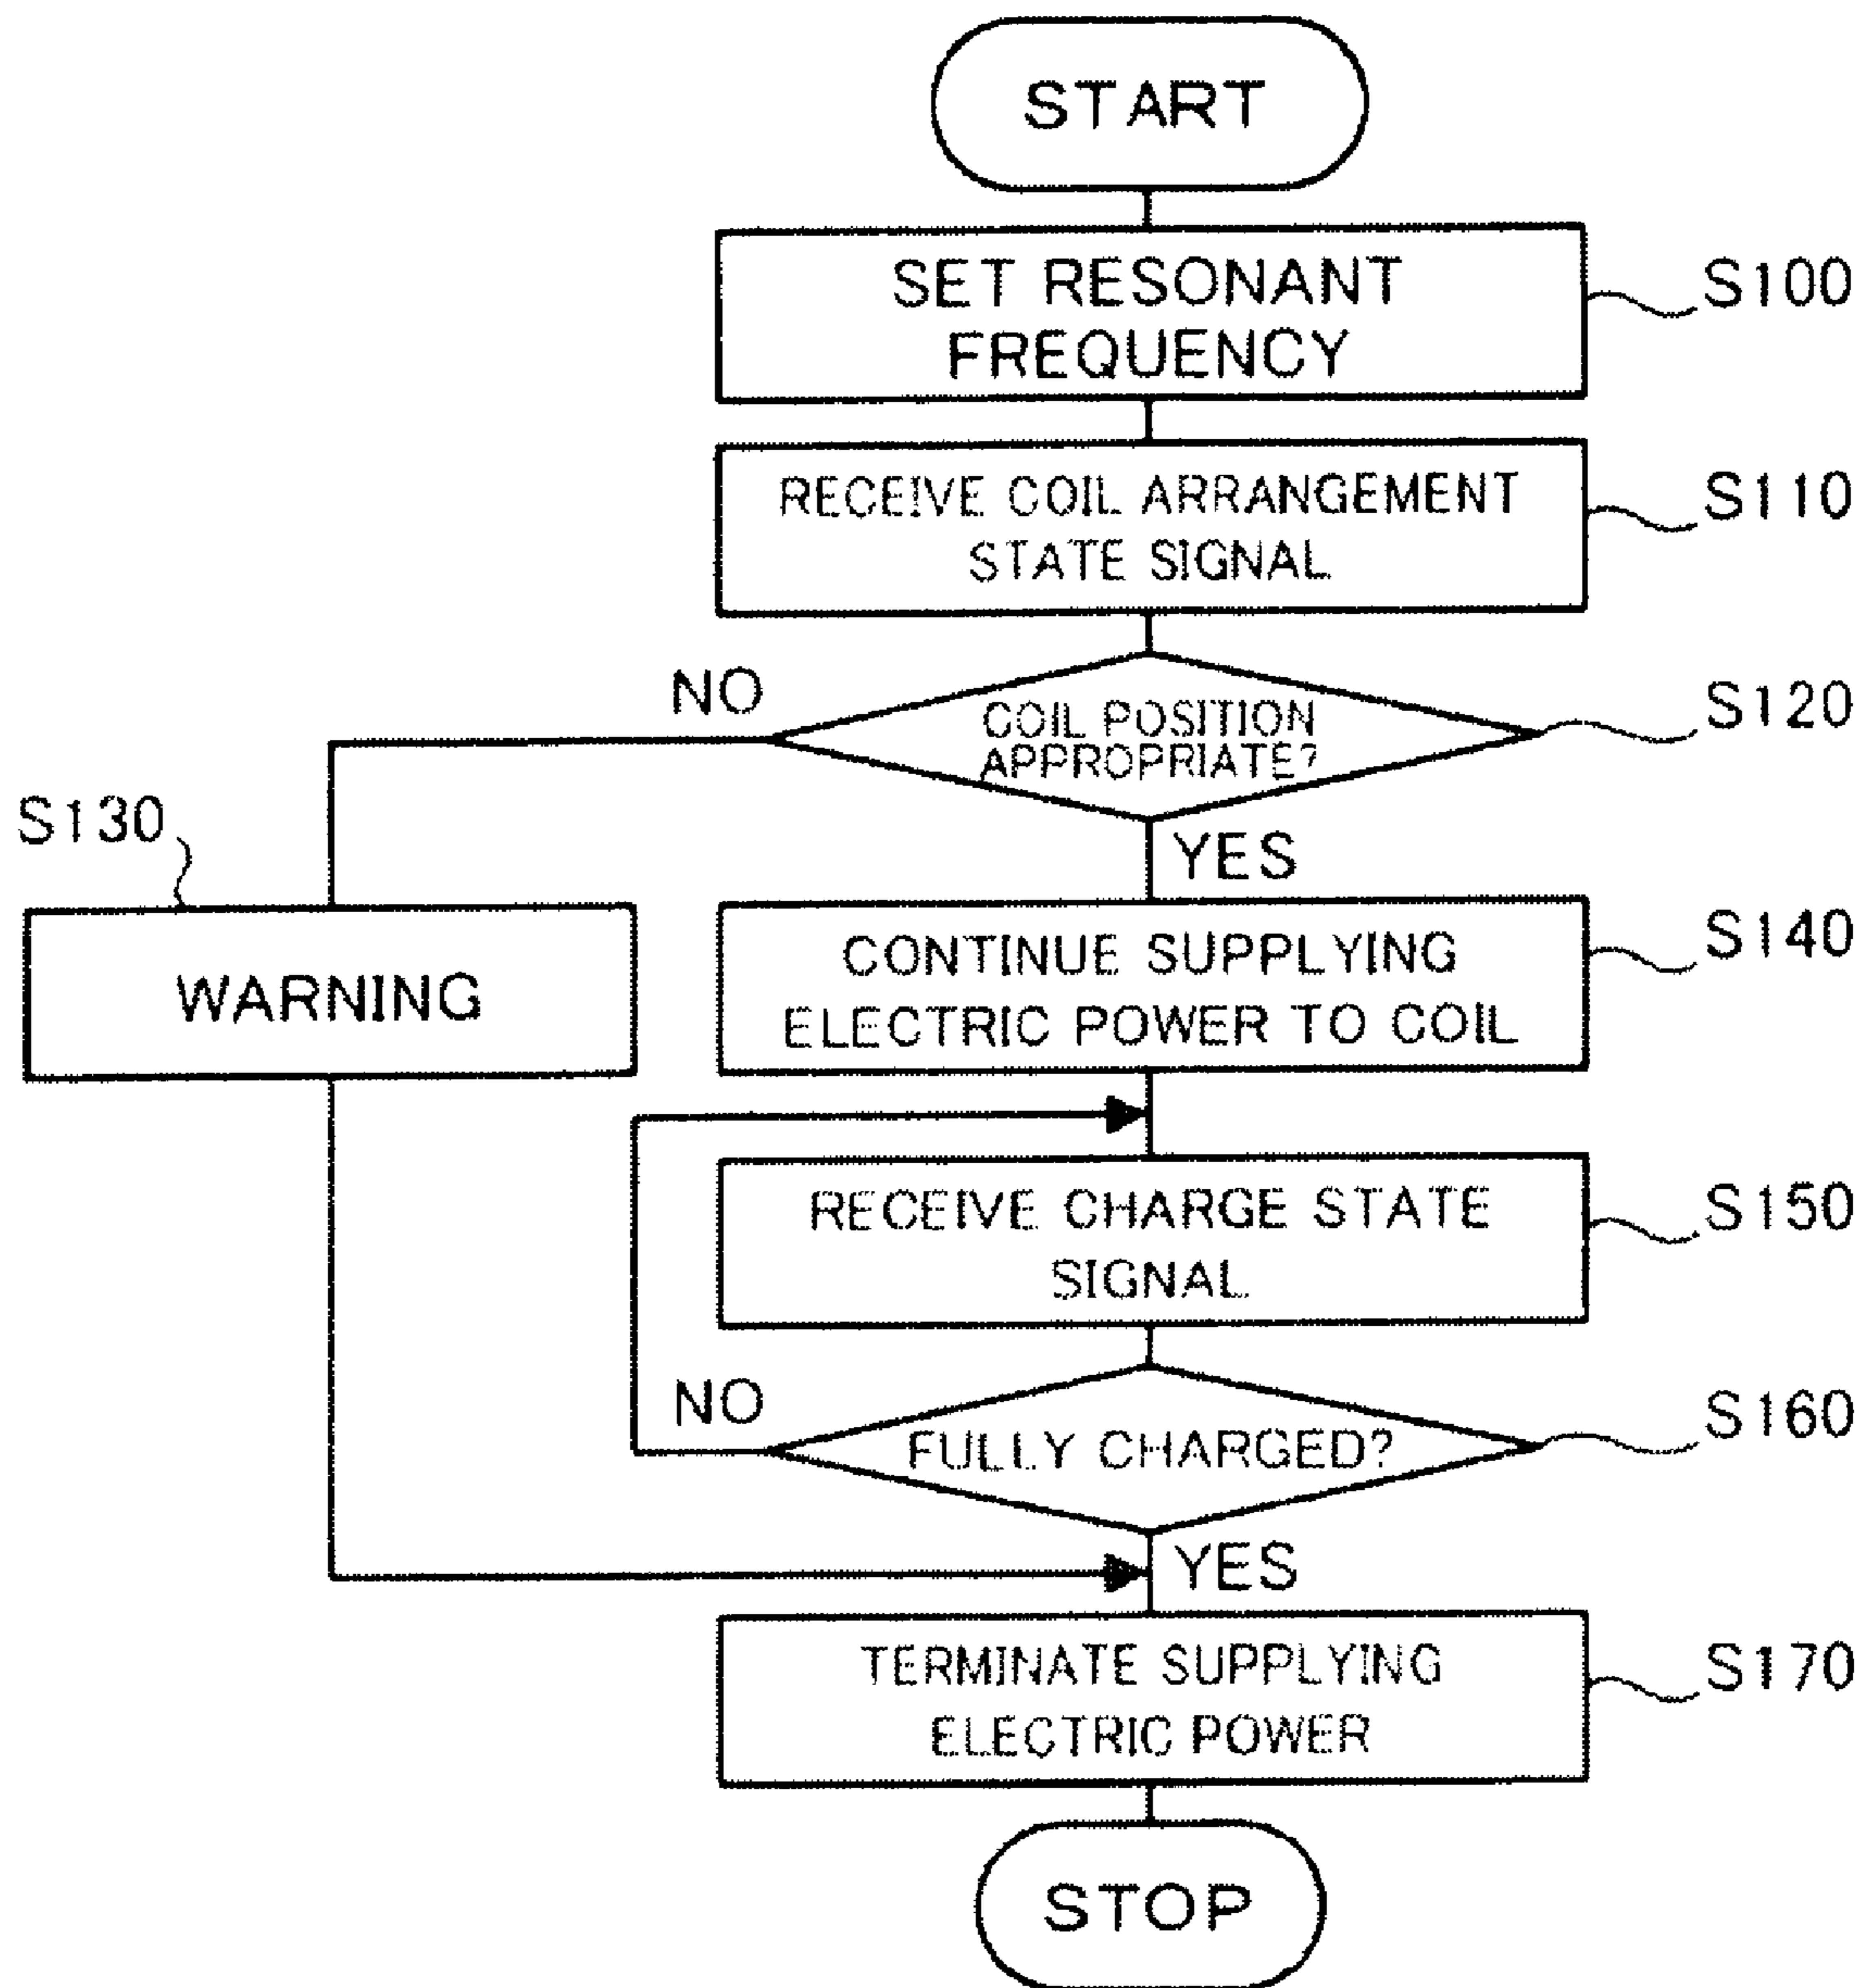 START
SET RESONANT
FREQUENCY
S100
RECEIVE COIL ARRANGEMENT
STATE SIGNAL
S110
NO
COIL POSITION
APPROPRIATE?
S120
YES
S130
WARNING
CONTINUE SUPPLYING
ELECTRIC POWER TO COIL
S140
RECEIVE CHARGE STATE
SIGNAL
S150
NO
FULLY CHARGED?
S160
YES
TERMINATE SUPPLYING
ELECTRIC POWER
S170
STOP